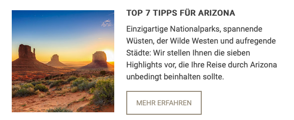 TOP 7 TIPPS FÜR ARIZONA
Einzigartige Nationalparks, spannende
Wüsten, der Wilde Westen und aufregende
Städte: Wir stellen Ihnen die sieben
Highlights vor, die Ihre Reise durch Arizona
unbedingt beinhalten sollte.
MEHR ERFAHREN